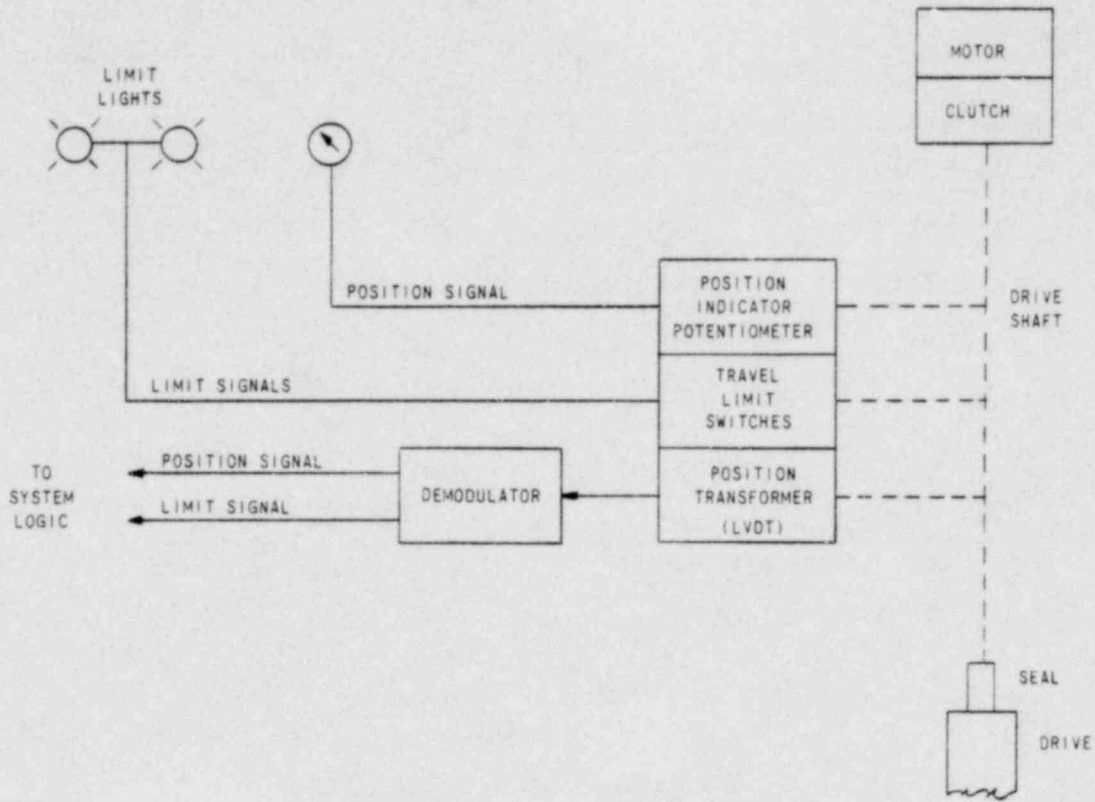 MOTOR
CLUTCH
LIMIT
LIGHTS
POSITION SIGNAL
POSITION
INDICATOR
POTENTIOMETER
DRIVE
SHAFT
LIMIT SIGNALS
TRAVEL
LIMIT
SWITCHES
TO
SYSTEM
LOGIC
POSITION SIGNAL
LIMIT SIGNAL
DEMODULATOR
POSITION
TRANSFORMER
(LVDT)
SEAL
DRIVE